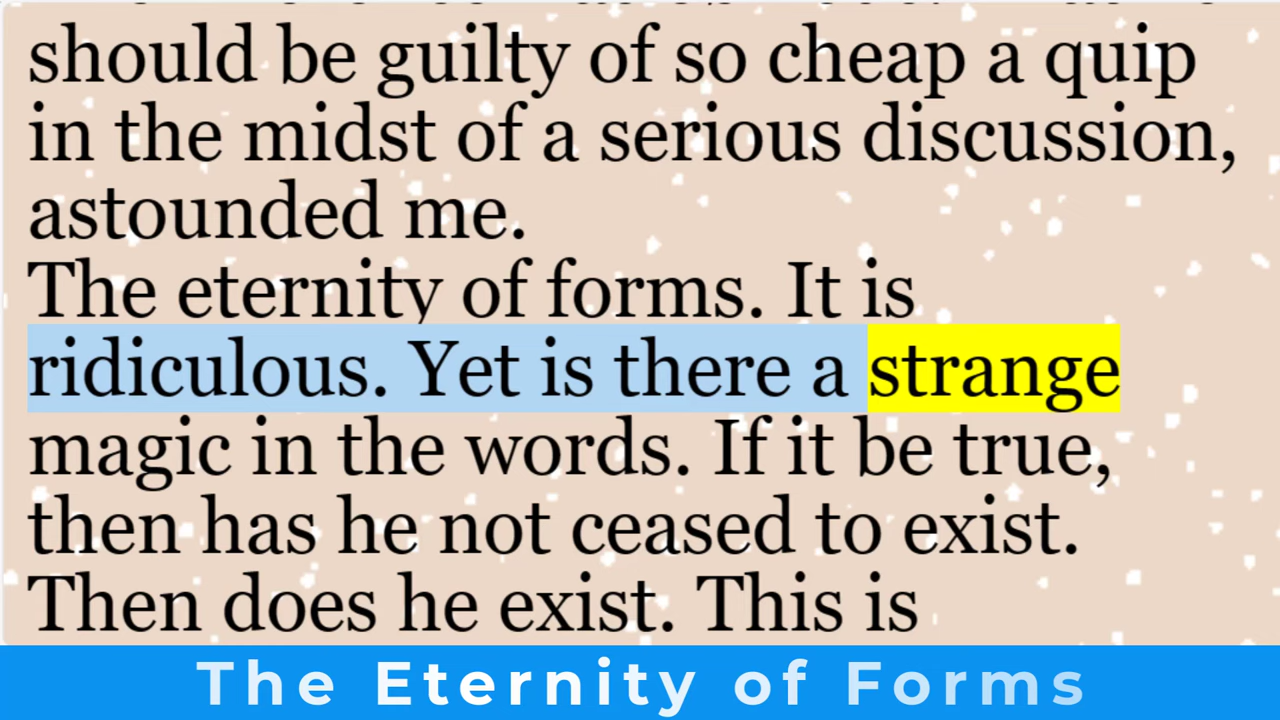 should be guilty of so cheap a quip
in the midst of a serious discussion,
astounded me.
The eternity of forms. It is
ridiculous. Yet is there a strange
magic in the words. If it be true,
then has he not ceased to exist.
Then does he exist. This is
The Eternity of Forms